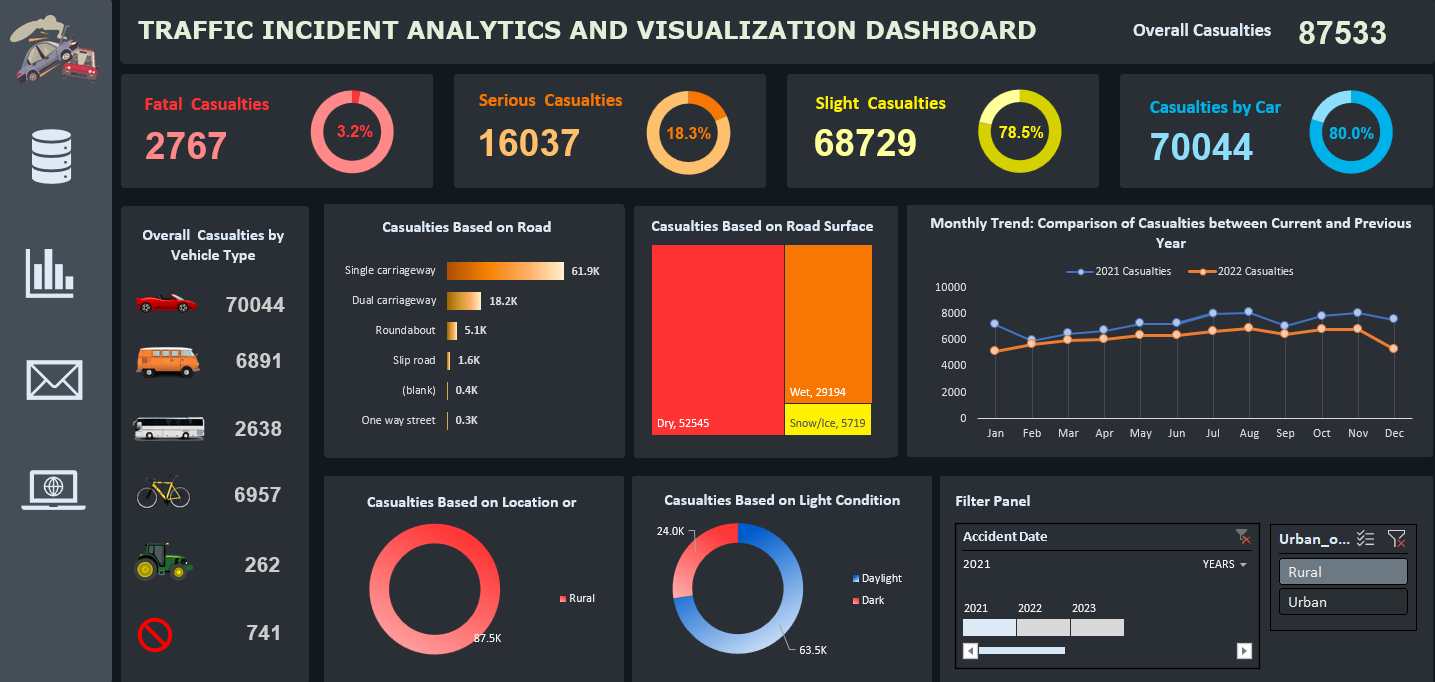 TRAFFIC INCIDENT ANALYTICS AND VISUALIZATION DASHBOARD
Overall Casualties 87533
Fatal Casualties
2767
3.2%
Serious Casualties
16037
18.3%
Slight Casualties
68729
78.5%
Casualties by Car
70044
80.0%
Overall Casualties by
Vehicle Type
70044
6891
2638
6957
262
741
Casualties Based on Road
Single carriageway 61.9K
Dual carriageway 18.2K
Roundabout 5.1K
Slip road 1.6K
(blank) 0.4K
One way street 0.3K
Casualties Based on Road Surface
Dry, 52545
Wet, 29194
Snow/Ice, 5719
Monthly Trend: Comparison of Casualties between Current and Previous
Year
2021 Casualties 2022 Casualties
10000
8000
6000
4000
2000
0
Jan Feb Mar Apr May Jun Jul Aug Sep Oct Nov Dec
Casualties Based on Location or
Rural
87.5K
Casualties Based on Light Condition
24.0K
Daylight
Dark
63.5K
Filter Panel
Accident Date
2021 YEARS
2021 2022 2023
Urban_o...
Rural
Urban